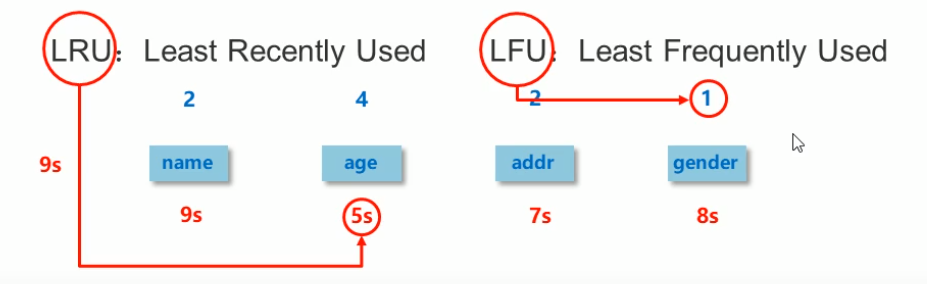 LRU：Least Recently Used LFU：Least Frequently Used
2 4 2 1
9s name age addr gender
9s 5s 7s 8s